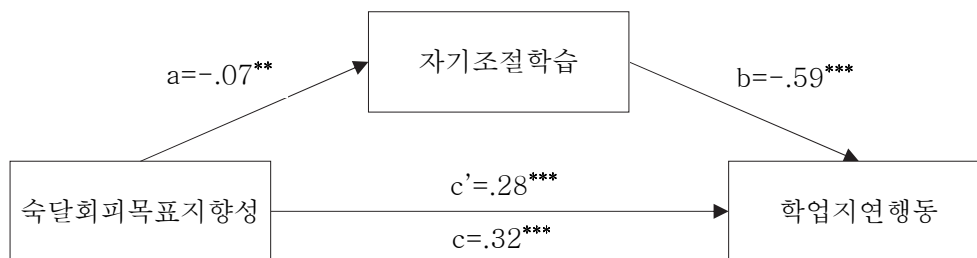 자기조절학습
a=-.07**
b=-.59***
숙달회피목표지향성
c’=.28***
c=.32***
학업지연행동